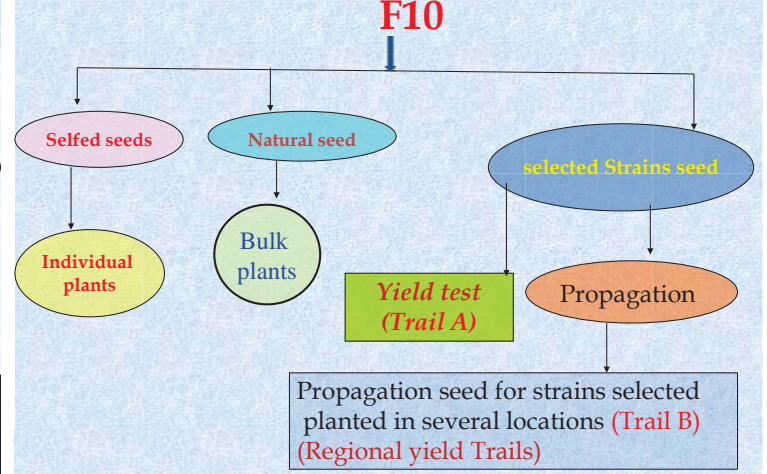 F10
Selfed seeds
Natural seed
selected Strains seed
Individual
plants
Bulk
plants
Yield test
(Trail A)
Propagation
Propagation seed for strains selected
planted in several locations (Trail B)
(Regional yield Trails)